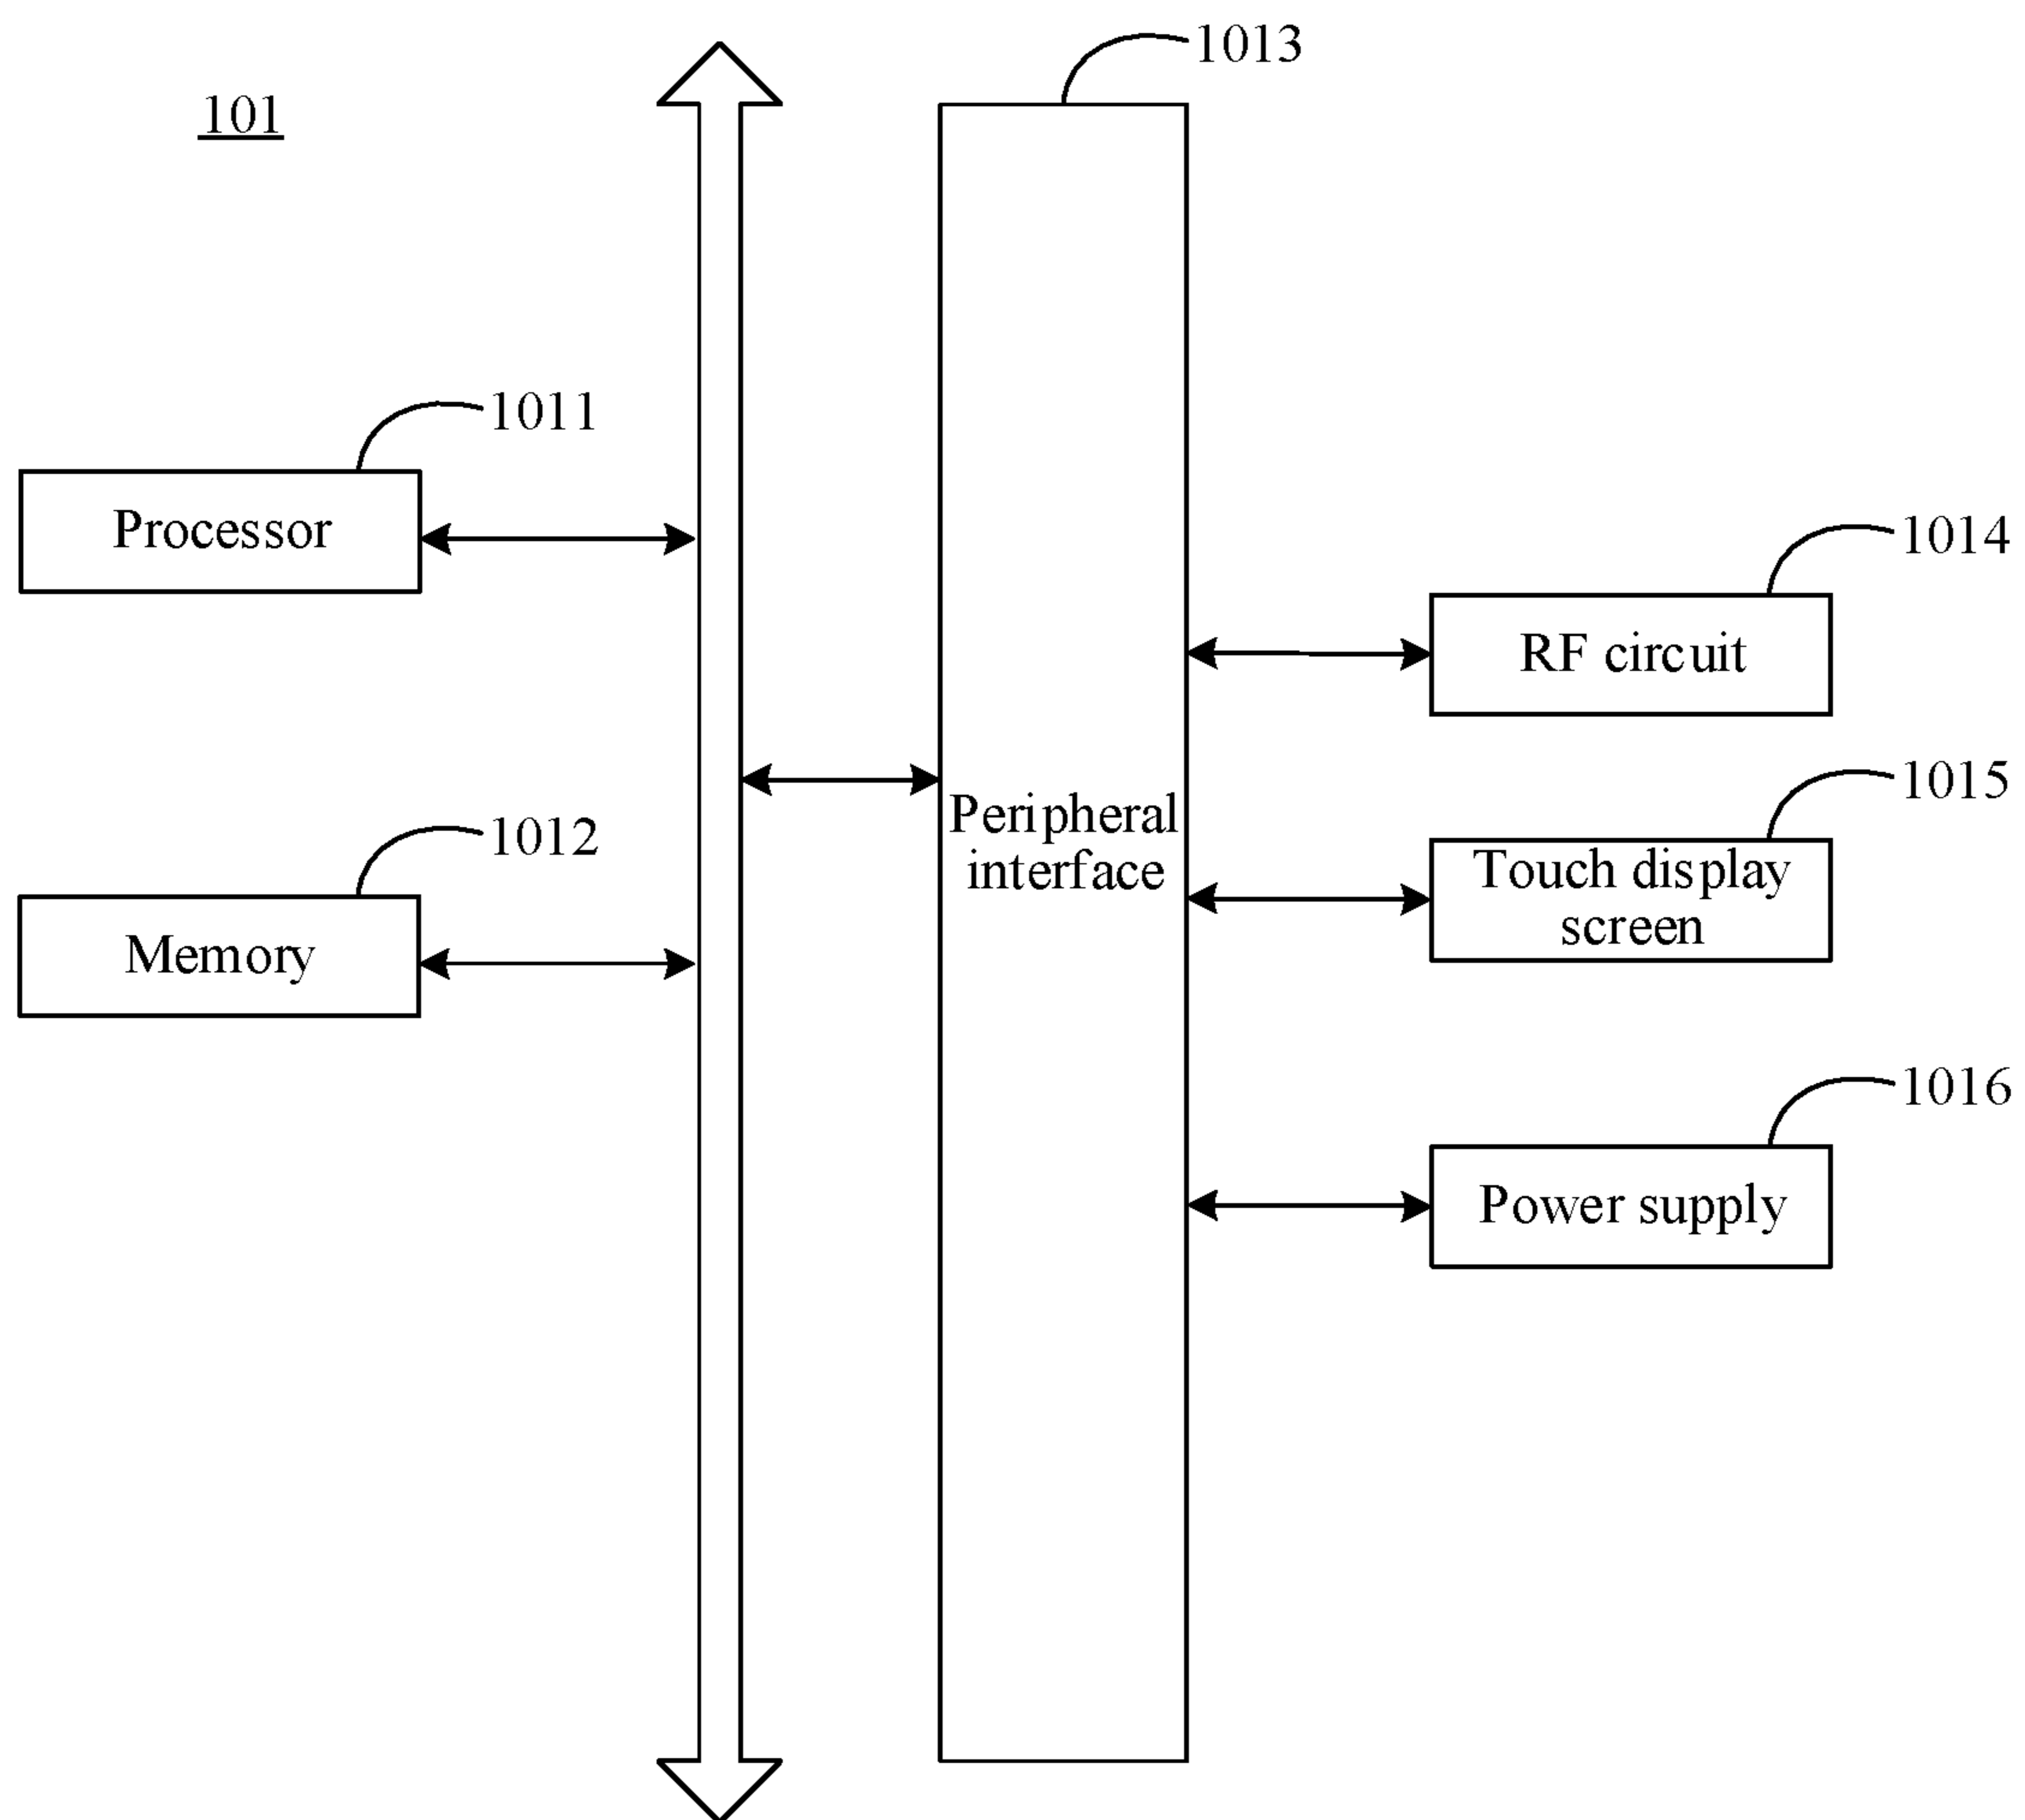 1013
101
1011
Processor
1014
RF circuit
1015
Peripheral
interface
1012
Touch display
screen
Memory
1016
Power supply